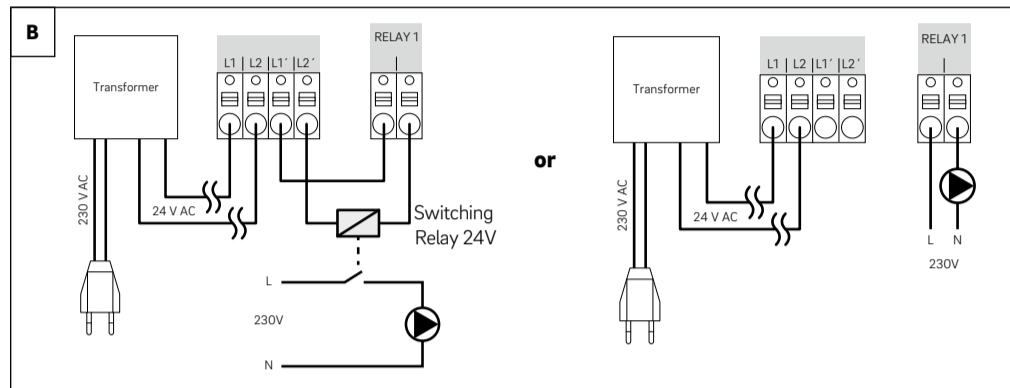 B
Transformer
L1 L2 L1´ L2´
RELAY 1
230 V AC
24 V AC
Switching
Relay 24V
L
230V
N
or
Transformer
L1 L2 L1´ L2´
RELAY 1
230 V AC
24 V AC
L N
230V